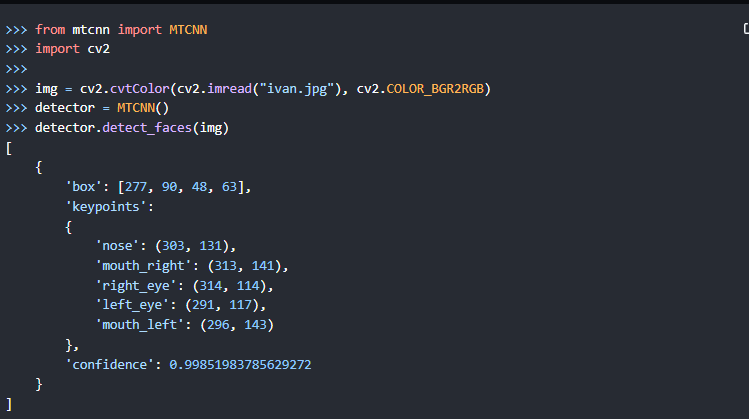 >>> from mtcnn import MTCNN
>>> import cv2
>>>
>>> img = cv2.cvtColor(cv2.imread("ivan.jpg"), cv2.COLOR_BGR2RGB)
>>> detector = MTCNN()
>>> detector.detect_faces(img)
[
    {
        'box': [277, 90, 48, 63],
        'keypoints':
        {
            'nose': (303, 131),
            'mouth_right': (313, 141),
            'right_eye': (314, 114),
            'left_eye': (291, 117),
            'mouth_left': (296, 143)
        },
        'confidence': 0.99851983785629272
    }
]